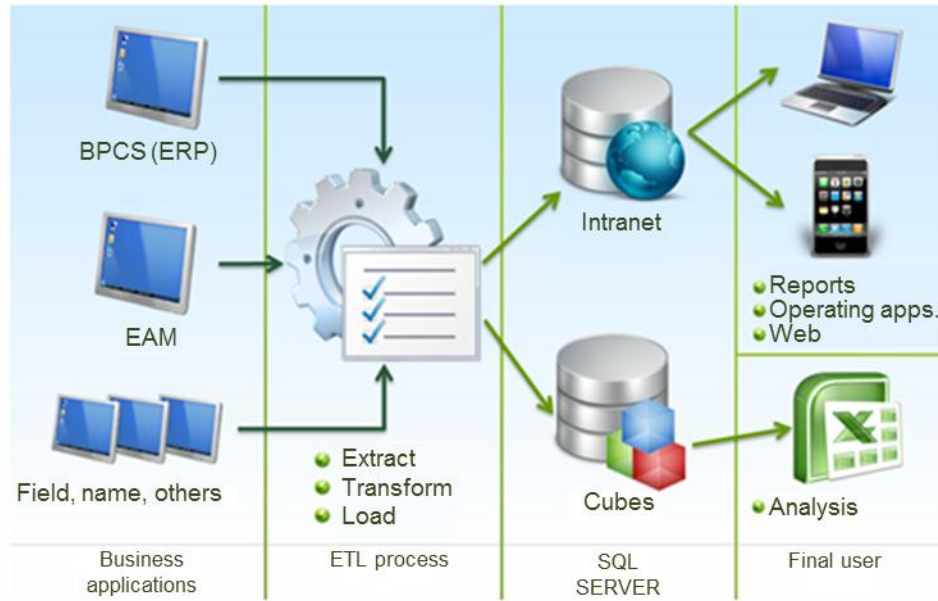 BPCS (ERP)
EAM
Field, name, others
Extract
Transform
Load
Intranet
Cubes
Reports
Operating apps.
Web
Analysis
Business
applications
ETL process
SQL
SERVER
Final user